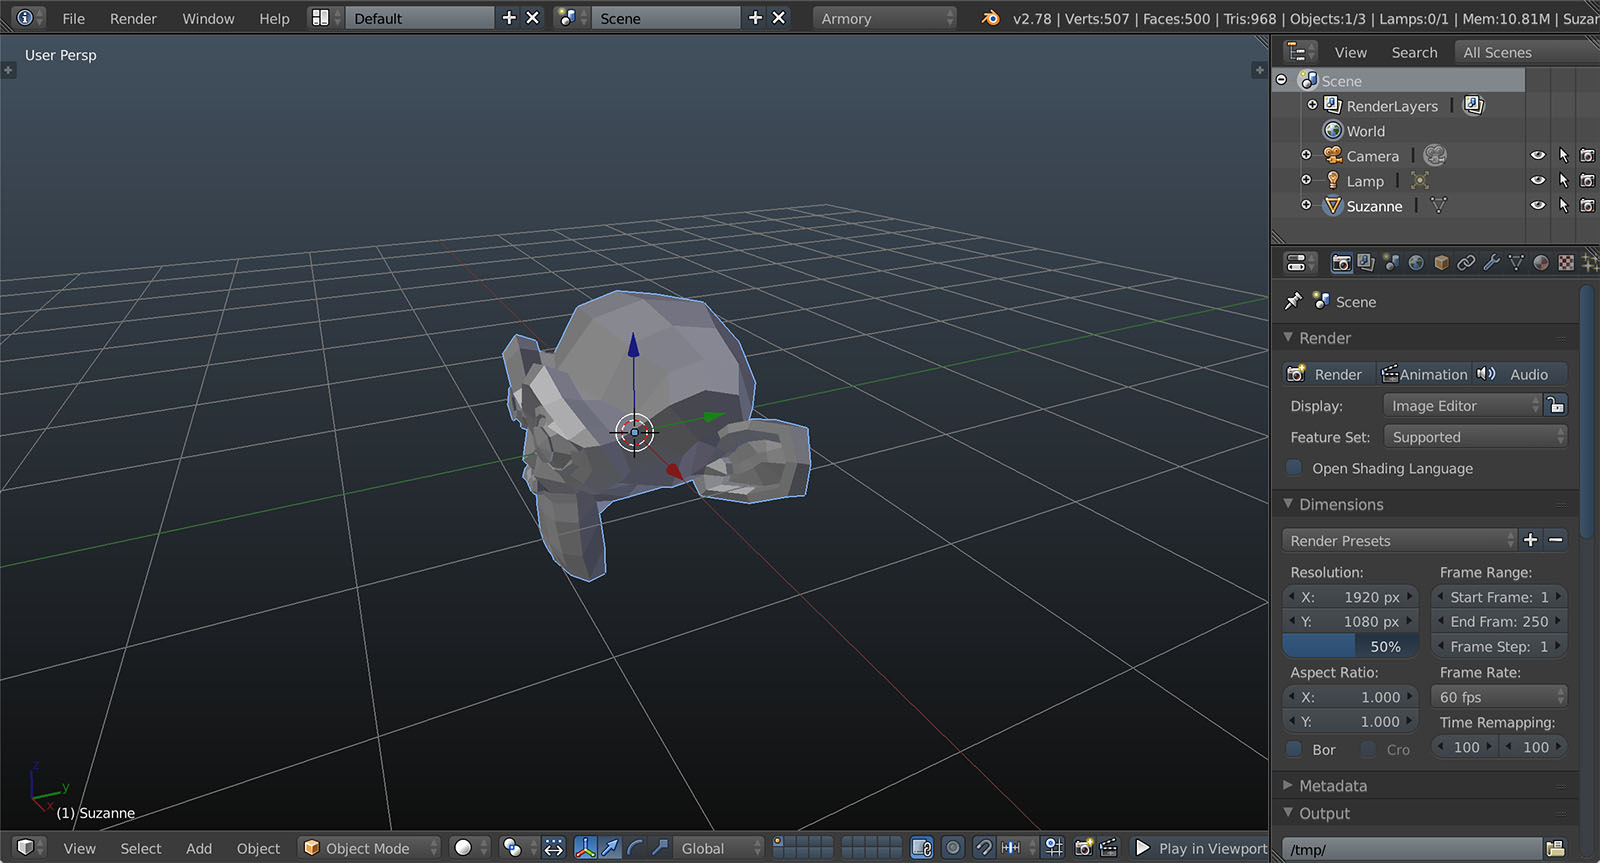 File Render Window Help Default Scene Armory v2.78 | Verts:507 | Faces:500 | Tris:968 | Objects:1/3 | Lamps:0/1 | Mem:10.81M | Suzar
User Persp
View Search All Scenes
Scene
RenderLayers
World
Camera
Lamp
Suzanne
Scene
Render
Render Animation Audio
Display: Image Editor
Feature Set: Supported
Open Shading Language
Dimensions
Render Presets
Resolution: Frame Range:
X: 1920 px Start Frame: 1
Y: 1080 px End Fram: 250
50% Frame Step: 1
Aspect Ratio: Frame Rate:
X: 1.000 60 fps
Y: 1.000 Time Remapping:
Bor Cro 100 100
Metadata
Output
/tmp/
z
y
x
(1) Suzanne
View Select Add Object Object Mode Global Play in Viewport